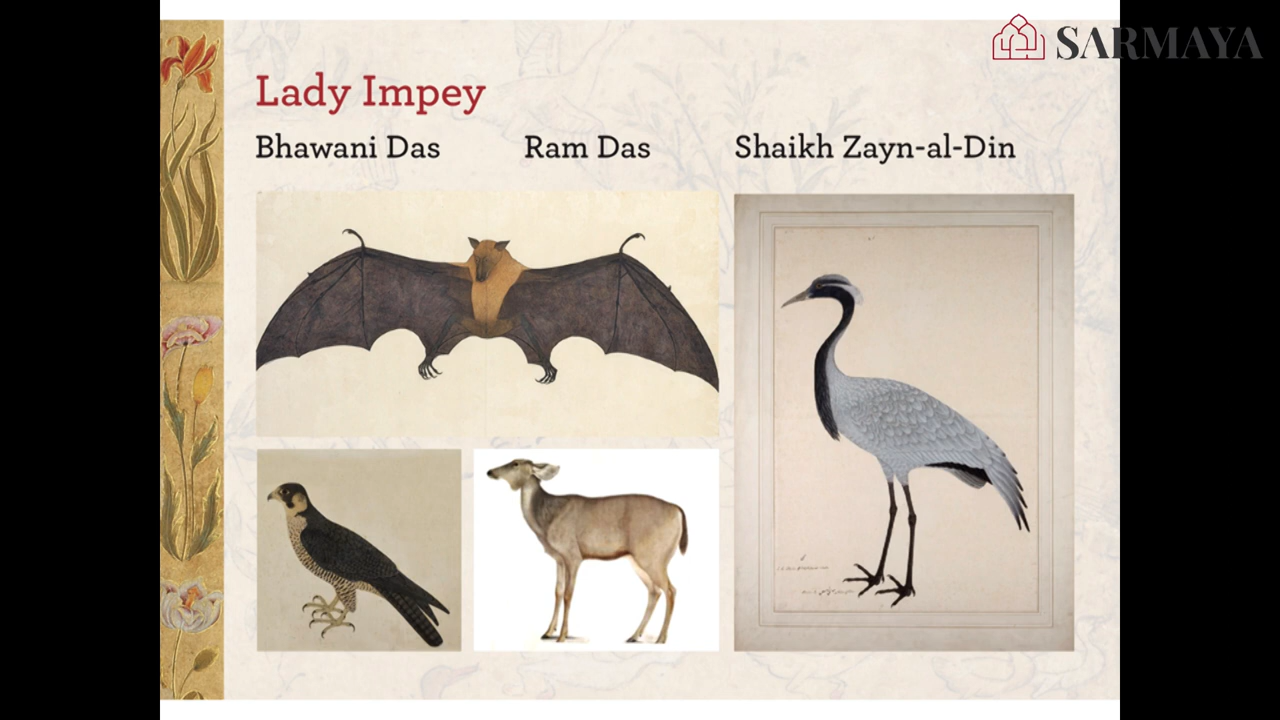 SARMAYA
Lady Impey
Bhawani Das
Ram Das
Shaikh Zayn-al-Din